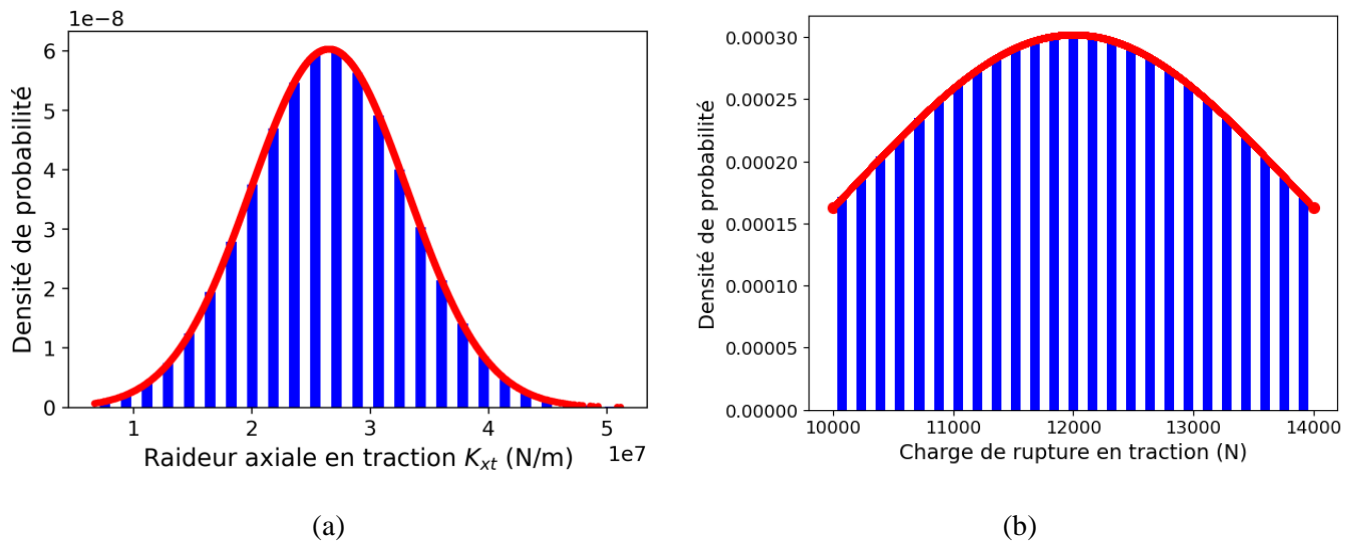 1e−8
6
5
4
3
2
1
0
Densité de probabilité
1 2 3 4 5
1e7
Raideur axiale en traction Kxt (N/m)
(a)
0.00030
0.00025
0.00020
0.00015
0.00010
0.00005
0.00000
Densité de probabilité
10000 11000 12000 13000 14000
Charge de rupture en traction (N)
(b)